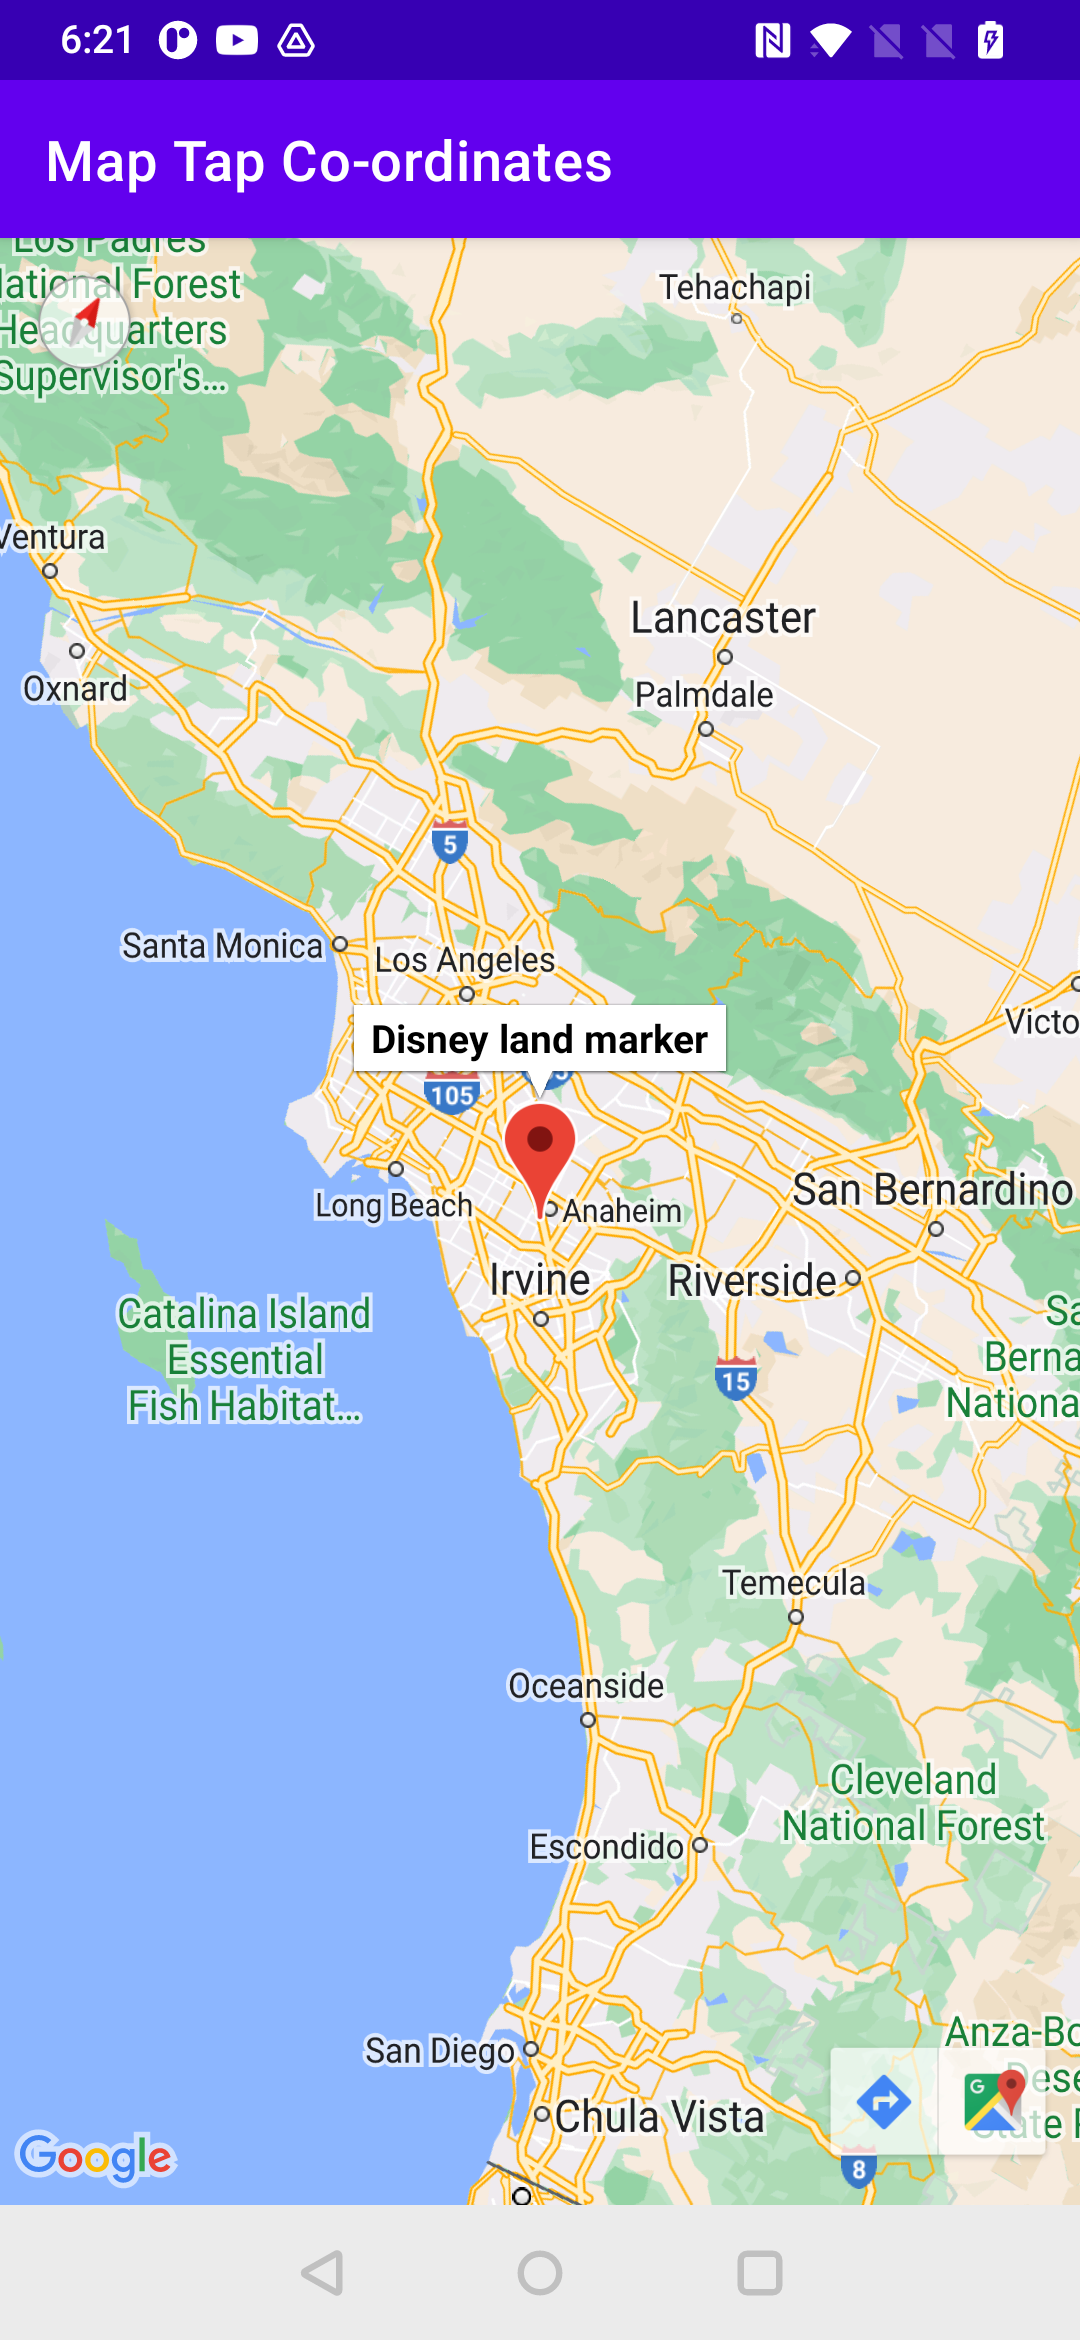 6:21
Map Tap Co-ordinates
Los Padres
National Forest
Headquarters
Supervisor's...
Tehachapi
Ventura
Lancaster
Oxnard
Palmdale
5
Santa Monica
Los Angeles
Victo
Disney land marker
105
San Bernardino
Long Beach
Anaheim
Irvine
Riverside
Catalina Island
Essential
Fish Habitat...
Sa
Berna
Nationa
15
Temecula
Oceanside
Cleveland
National Forest
Escondido
Anza-Bo
Dese
State P
San Diego
G
Chula Vista
Google
8